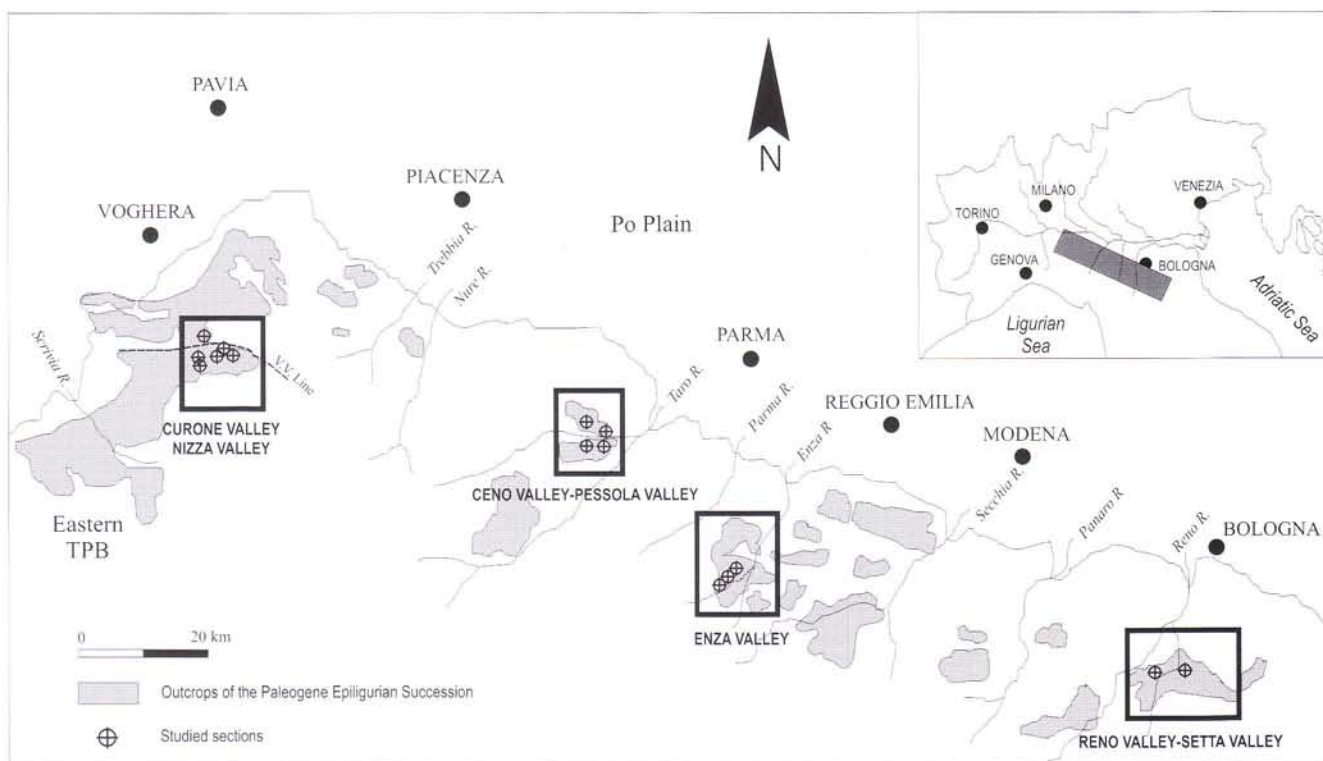 PAVIA
PIACENZA
VOGHERA
Po Plain
N
Trebbia R.
Nure R.
Scrivia R.
V.V. Line
CURONE VALLEY
NIZZA VALLEY
PARMA
Taro R.
Parma R.
REGGIO EMILIA
Enza R.
MODENA
Secchia R.
Panaro R
Reno R.
BOLOGNA
CENO VALLEY-PESSOLA VALLEY
Eastern
TPB
ENZA VALLEY
RENO VALLEY-SETTA VALLEY
0 20 km
Outcrops of the Paleogene Epiligurian Succession
Studied sections
MILANO
VENEZIA
TORINO
GENOVA
BOLOGNA
Ligurian
Sea
Adriatic Sea